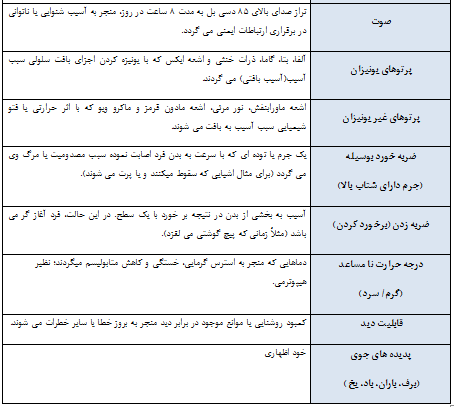 صوت
تراز صدای بالای ۸۵ دسی بل به مدت ۸ ساعت در روز، منجر به آسیب شنوایی یا ناتوانی
در برقراری ارتباطات ایمنی می گردد.
پرتوهای یونیزان
آلفا، بتا، گاما، ذرات خنثی و اشعه ایکس که با یونیزه کردن اجزای بافت سلولی سبب
آسیب(آسیب بافتی) می گردند.
پرتوهای غیر یونیزان
اشعه ماورابنفش، نور مرئی، اشعه مادون قرمز و ماکرو ویو که با اثر حرارتی یا فتو
شیمیایی سبب آسیب به بافت می شوند.
ضربه خورد بوسیله
(جرم دارای شتاب بالا)
یک جرم یا توده ای که با سرعت به بدن فرد اصابت نموده سبب مصدومیت یا مرگ وی
می گردد (برای مثال اشیایی که سقوط میکنند و یا پرت می شوند).
ضربه زدن (برخورد کردن)
آسیب به بخشی از بدن در نتیجه بر خورد با یک سطح. در این حالت، فرد آغاز گر می
باشد (مثلاً زمانی که پیچ گوشتی می لغزد).
درجه حرارت نا مساعد
(گرم/ سرد)
دماهایی که منجر به استرس گرمایی، خستگی و کاهش متابولیسم میگردند؛ نظیر
هیپوترمی.
قابلیت دید
کمبود روشنایی یا موانع موجود در برابر دید منجر به بروز خطا یا سایر خطرات می شوند.
پدیده های جوی
(برف، باران، باد، یخ )
خود اظهاری